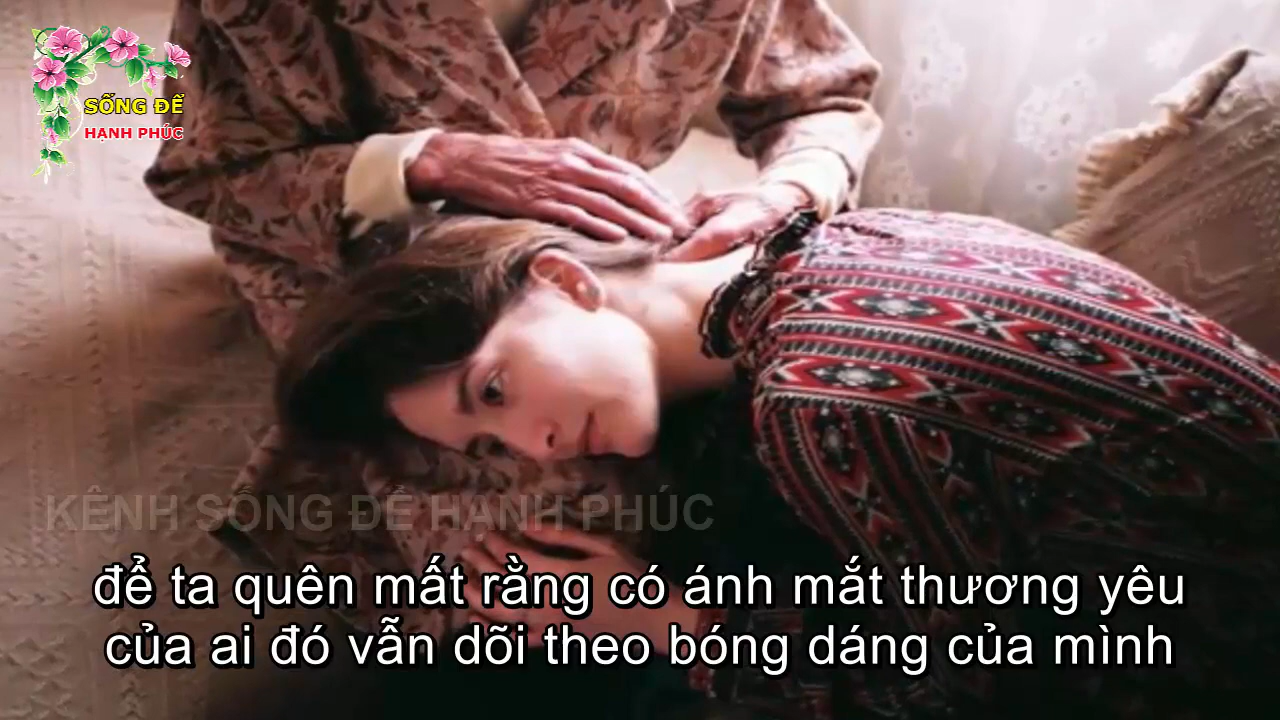 SỐNG ĐỂ
HẠNH PHÚC
KÊNH SỐNG ĐỂ HẠNH PHÚC
để ta quên mất rằng có ánh mắt thương yêu
của ai đó vẫn dõi theo bóng dáng của mình